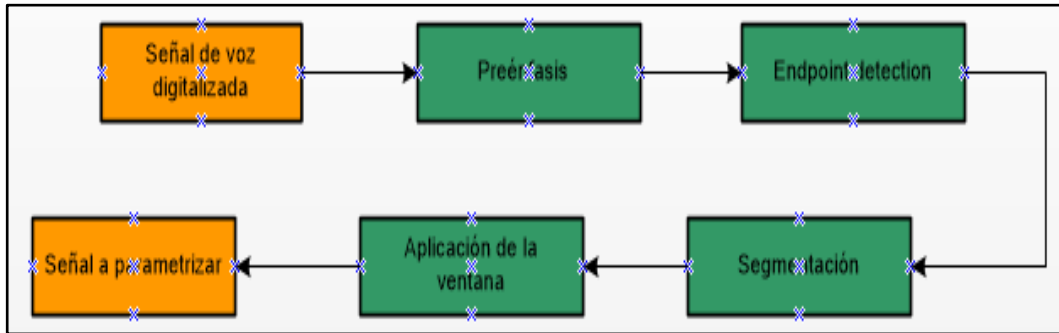 Señal de voz
digitalizada
Preénfasis
Endpoint detection
Segmentación
Aplicación de la
ventana
Señal a parametrizar